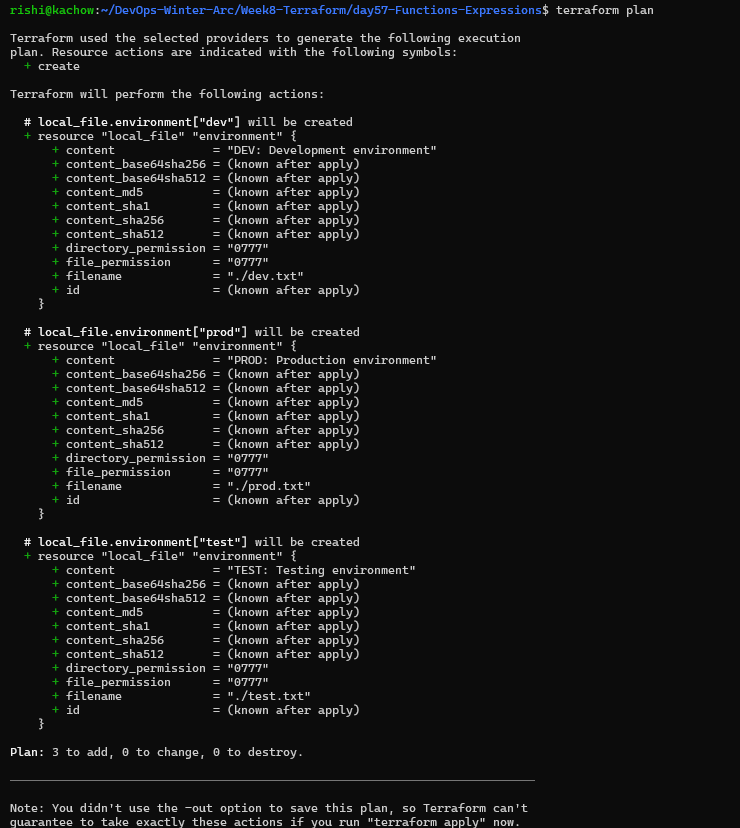 rishi@kachow:~/DevOps-Winter-Arc/Week8-Terraform/day57-Functions-Expressions$ terraform plan
Terraform used the selected providers to generate the following execution
plan. Resource actions are indicated with the following symbols:
  + create
Terraform will perform the following actions:
  # local_file.environment["dev"] will be created
  + resource "local_file" "environment" {
      + content              = "DEV: Development environment"
      + content_base64sha256 = (known after apply)
      + content_base64sha512 = (known after apply)
      + content_md5          = (known after apply)
      + content_sha1         = (known after apply)
      + content_sha256       = (known after apply)
      + content_sha512       = (known after apply)
      + directory_permission = "0777"
      + file_permission      = "0777"
      + filename             = "./dev.txt"
      + id                   = (known after apply)
    }
  # local_file.environment["prod"] will be created
  + resource "local_file" "environment" {
      + content              = "PROD: Production environment"
      + content_base64sha256 = (known after apply)
      + content_base64sha512 = (known after apply)
      + content_md5          = (known after apply)
      + content_sha1         = (known after apply)
      + content_sha256       = (known after apply)
      + content_sha512       = (known after apply)
      + directory_permission = "0777"
      + file_permission      = "0777"
      + filename             = "./prod.txt"
      + id                   = (known after apply)
    }
  # local_file.environment["test"] will be created
  + resource "local_file" "environment" {
      + content              = "TEST: Testing environment"
      + content_base64sha256 = (known after apply)
      + content_base64sha512 = (known after apply)
      + content_md5          = (known after apply)
      + content_sha1         = (known after apply)
      + content_sha256       = (known after apply)
      + content_sha512       = (known after apply)
      + directory_permission = "0777"
      + file_permission      = "0777"
      + filename             = "./test.txt"
      + id                   = (known after apply)
    }
Plan: 3 to add, 0 to change, 0 to destroy.
Note: You didn't use the -out option to save this plan, so Terraform can't
guarantee to take exactly these actions if you run "terraform apply" now.